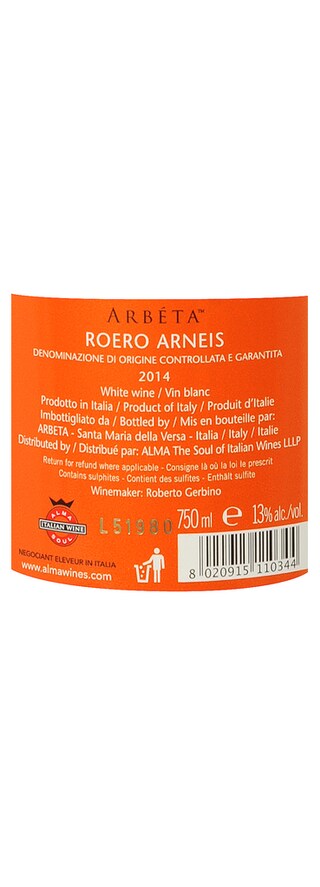 ARBÉTA™
ROERO ARNEIS
DENOMINAZIONE DI ORIGINE CONTROLLATA E GARANTITA
2014
White wine / Vin blanc
Prodotto in Italia / Product of Italy / Produit d'Italie
Imbottigliato da / Bottled by / Mis en bouteille par:
ARBETA - Santa Maria della Versa - Italia / Italy / Italie
Distributed by / Distribué par: ALMA The Soul of Italian Wines LLLP
Return for refund where applicable - Consigne là où la loi le prescrit
Contains sulphites - Contient des sulfites - Enthält sulfite
Winemaker: Roberto Gerbino
ALMA
ITALIAN WINE
SOUL
L51980
750 ml e 13% alc./vol.
NEGOCIANT ELEVEUR IN ITALIA
www.almawines.com
8 020915 110344